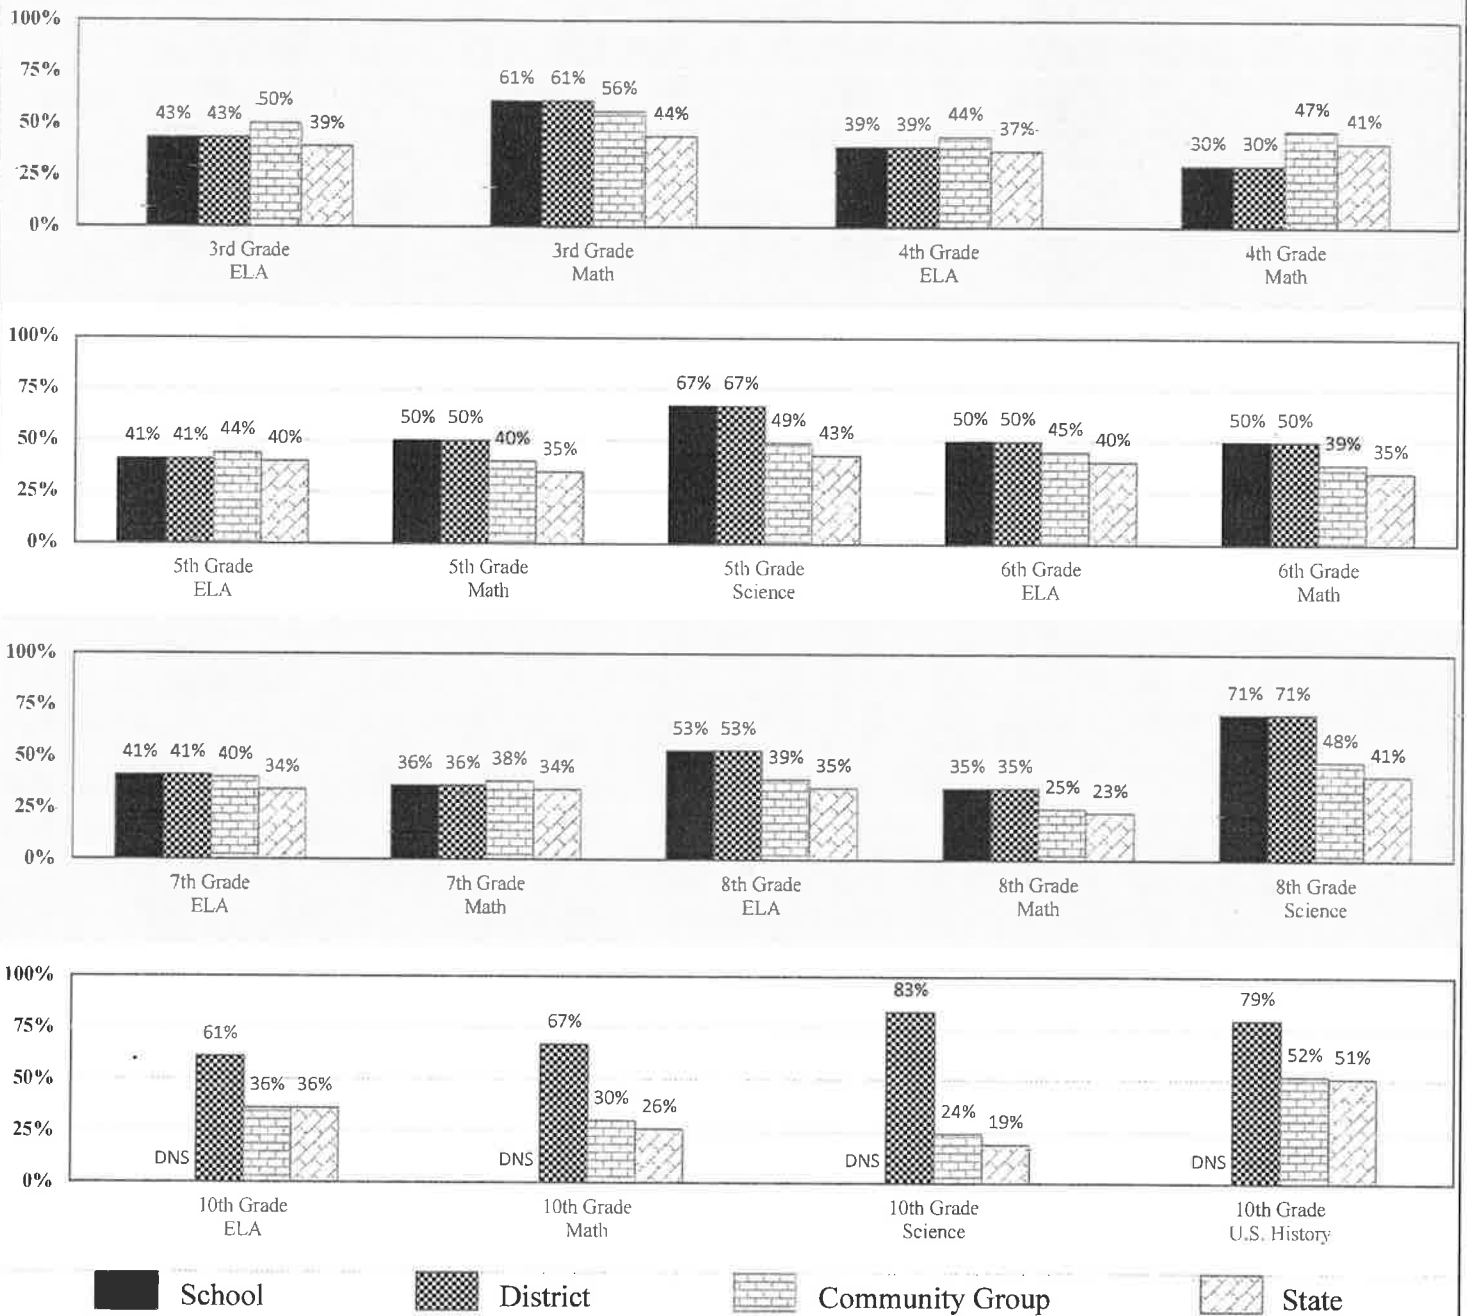 100%
75%
50%
25%
0%
43% 43% 50% 39%
61% 61% 56% 44%
39% 39% 44% 37%
30% 30% 47% 41%
3rd Grade
ELA
3rd Grade
Math
4th Grade
ELA
4th Grade
Math
100%
75%
50%
25%
0%
41% 41% 44% 40%
50% 50% 40% 35%
67% 67% 49% 43%
50% 50% 45% 40%
50% 50% 39% 35%
5th Grade
ELA
5th Grade
Math
5th Grade
Science
6th Grade
ELA
6th Grade
Math
100%
75%
50%
25%
0%
41% 41% 40% 34%
36% 36% 38% 34%
53% 53% 39% 35%
35% 35% 25% 23%
71% 71% 48% 41%
7th Grade
ELA
7th Grade
Math
8th Grade
ELA
8th Grade
Math
8th Grade
Science
100%
75%
50%
25%
0%
DNS 61% 36% 36%
DNS 67% 30% 26%
DNS 83% 24% 19%
DNS 79% 52% 51%
10th Grade
ELA
10th Grade
Math
10th Grade
Science
10th Grade
U.S. History
School District Community Group State